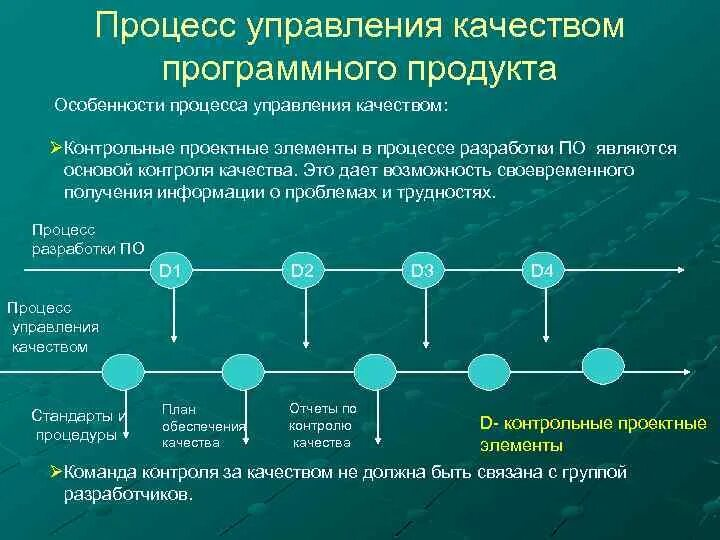 Процесс управления качеством
программного продукта
Особенности процесса управления качеством:
Контрольные проектные элементы в процессе разработки ПО являются
основой контроля качества. Это дает возможность своевременного
получения информации о проблемах и трудностях.
Процесс
разработки ПО
D1 D2 D3 D4
Процесс
управления
качеством
Стандарты и
процедуры
План
обеспечения
качества
Отчеты по
контролю
качества
D- контрольные проектные
элементы
Команда контроля за качеством не должна быть связана с группой
разработчиков.